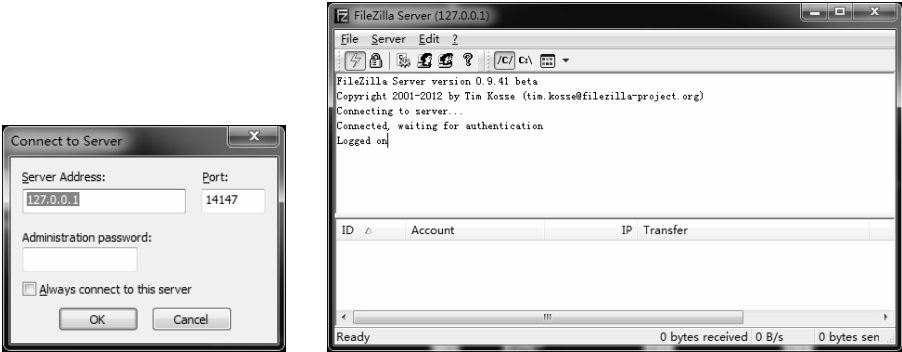 Connect to Server
Server Address:
Port:
127.0.0.1
14147
Administration password:
Always connect to this server
OK
Cancel
FileZilla Server (127.0.0.1)
File Server Edit ?
/C/ C:\
FileZilla Server version 0.9.41 beta
Copyright 2001-2012 by Tim Kosse (tim.kosse@filezilla-project.org)
Connecting to server...
Connected, waiting for authentication
Logged on
ID Account IP Transfer
Ready 0 bytes received 0 B/s 0 bytes sen